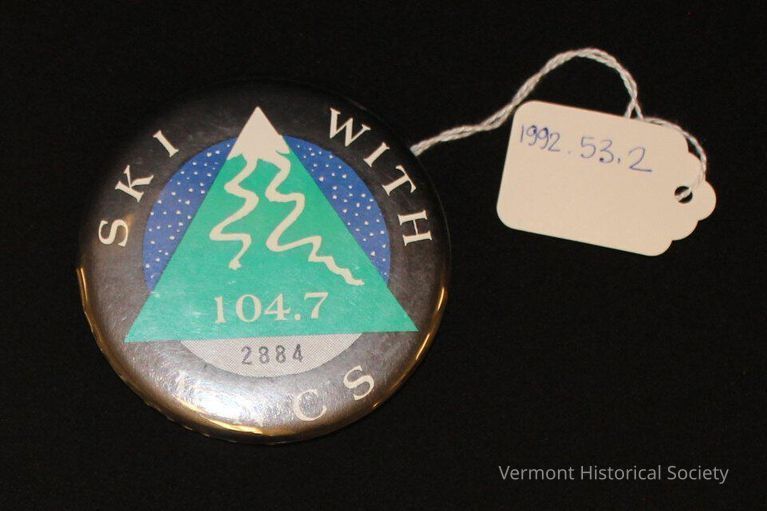 SKI WITH
104.7
2884
CS
1992.53.2
Vermont Historical Society